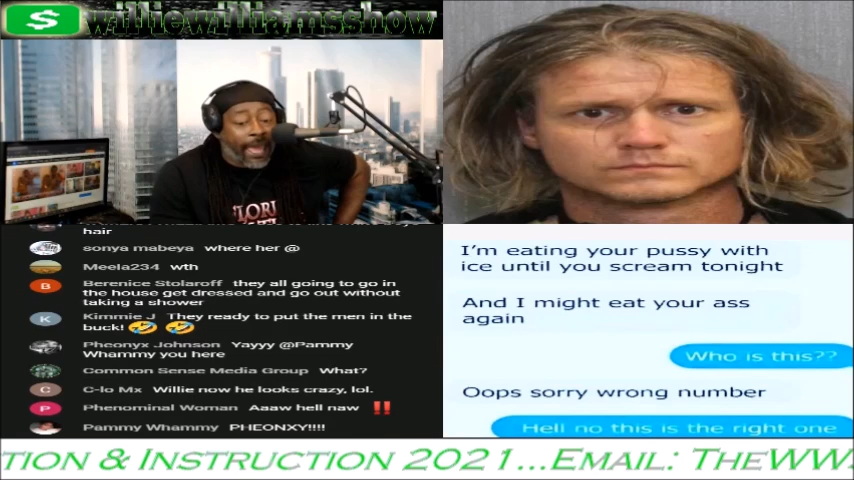 williewilliamsshow
hair
sonya mabeya where her @
Meela234 wth
Berenice Stolaroff they all going to go in
the house get dressed and go out without
taking a shower
Kimmie J They ready to put the men in the
buck! 🤣 🤣
Pheonyx Johnson Yayyy @Pammy
Whammy you here
Common Sense Media Group What?
C-lo Mx Willie now he looks crazy, lol.
Phenominal Woman Aaaw hell naw ‼️
Pammy Whammy PHEONXY!!!!
I'm eating your pussy with
ice until you scream tonight
And I might eat your ass
again
Who is this??
Oops sorry wrong number
Hell no this is the right one
TION & INSTRUCTION 2021...EMAIL: THEWW